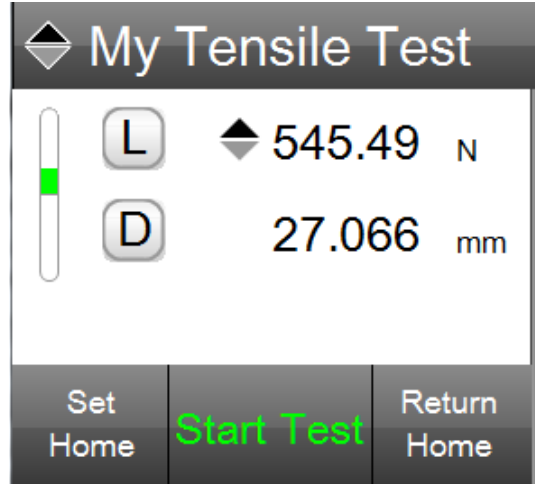 My Tensile Test
L 545.49 N
D 27.066 mm
Set Home
Start Test
Return Home